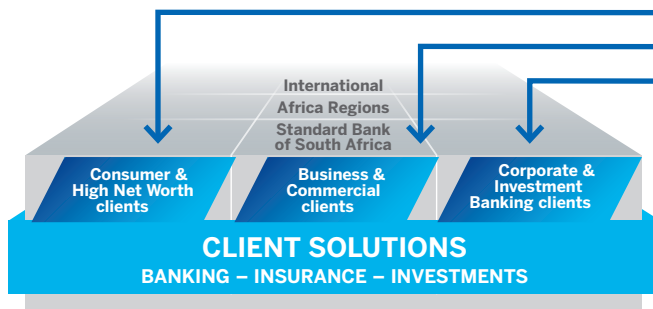 International
Africa Regions
Standard Bank
of South Africa
Consumer &
High Net Worth
clients
Business &
Commercial
clients
Corporate &
Investment
Banking clients
CLIENT SOLUTIONS
BANKING – INSURANCE – INVESTMENTS